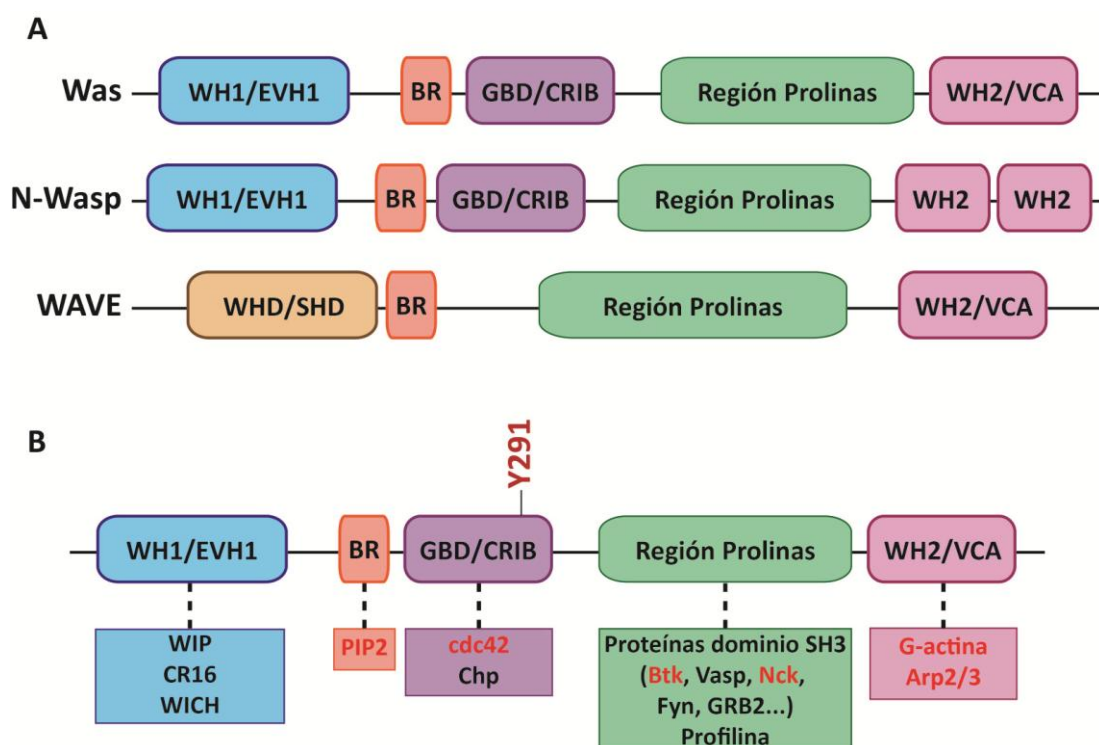 A
Was WH1/EVH1 BR GBD/CRIB Región Prolinas WH2/VCA
N-Wasp WH1/EVH1 BR GBD/CRIB Región Prolinas WH2 WH2
WAVE WHD/SHD BR Región Prolinas WH2/VCA
B
Y291
WH1/EVH1 BR GBD/CRIB Región Prolinas WH2/VCA
WIP
CR16
WICH
PIP2
cdc42
Chp
Proteínas dominio SH3
(Btk, Vasp, Nck,
Fyn, GRB2...)
Profilina
G-actina
Arp2/3